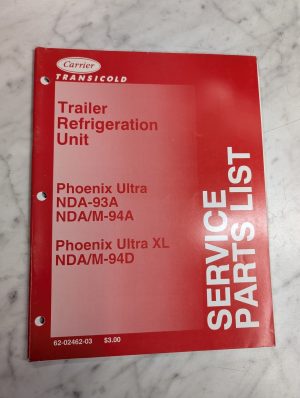 Carrier
TRANSICOLD
Trailer
Refrigeration
Unit
Phoenix Ultra
NDA-93A
NDA/M-94A
Phoenix Ultra XL
NDA/M-94D
SERVICE
PARTS LIST
62-02462-03 $3.00